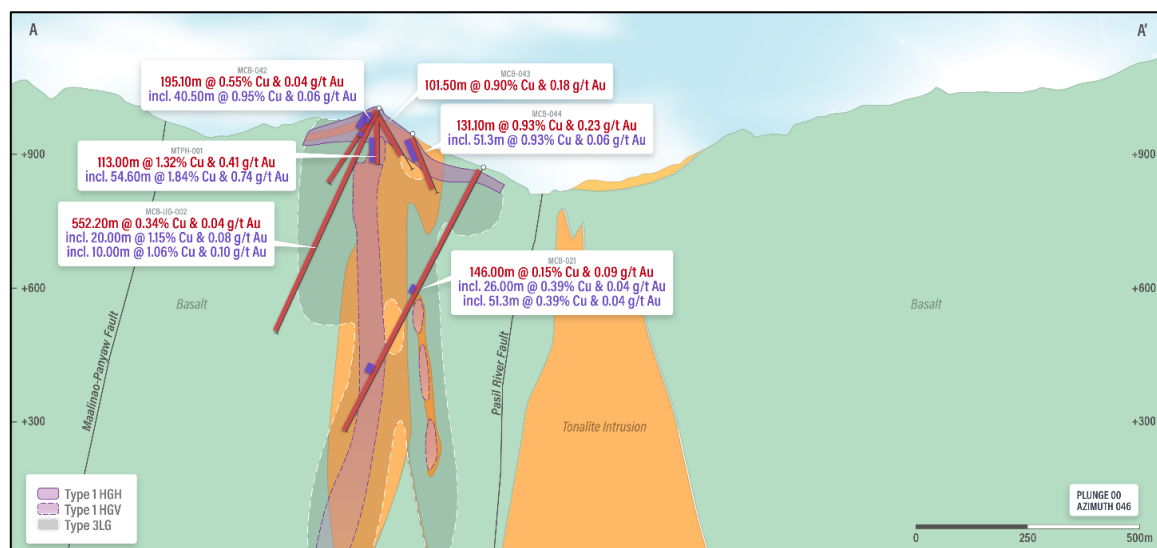 A
A'
MCB-042
195.10m @ 0.55% Cu & 0.04 g/t Au
incl. 40.50m @ 0.95% Cu & 0.06 g/t Au
MCB-043
101.50m @ 0.90% Cu & 0.18 g/t Au
MCB-044
131.10m @ 0.93% Cu & 0.23 g/t Au
incl. 51.3m @ 0.93% Cu & 0.06 g/t Au
+900
+900
MTPH-001
113.00m @ 1.32% Cu & 0.41 g/t Au
incl. 54.60m @ 1.84% Cu & 0.74 g/t Au
MCB-UG-002
552.20m @ 0.34% Cu & 0.04 g/t Au
incl. 20.00m @ 1.15% Cu & 0.08 g/t Au
incl. 10.00m @ 1.06% Cu & 0.10 g/t Au
MCB-021
146.00m @ 0.15% Cu & 0.09 g/t Au
incl. 26.00m @ 0.39% Cu & 0.04 g/t Au
incl. 51.3m @ 0.39% Cu & 0.04 g/t Au
+600
+600
Basalt
Basalt
Maalinao-Panyaw Fault
Pasil River Fault
+300
+300
Tonalite Intrusion
Type 1 HGH
Type 1 HGV
Type 3LG
PLUNGE 00
AZIMUTH 046
0
250
500m